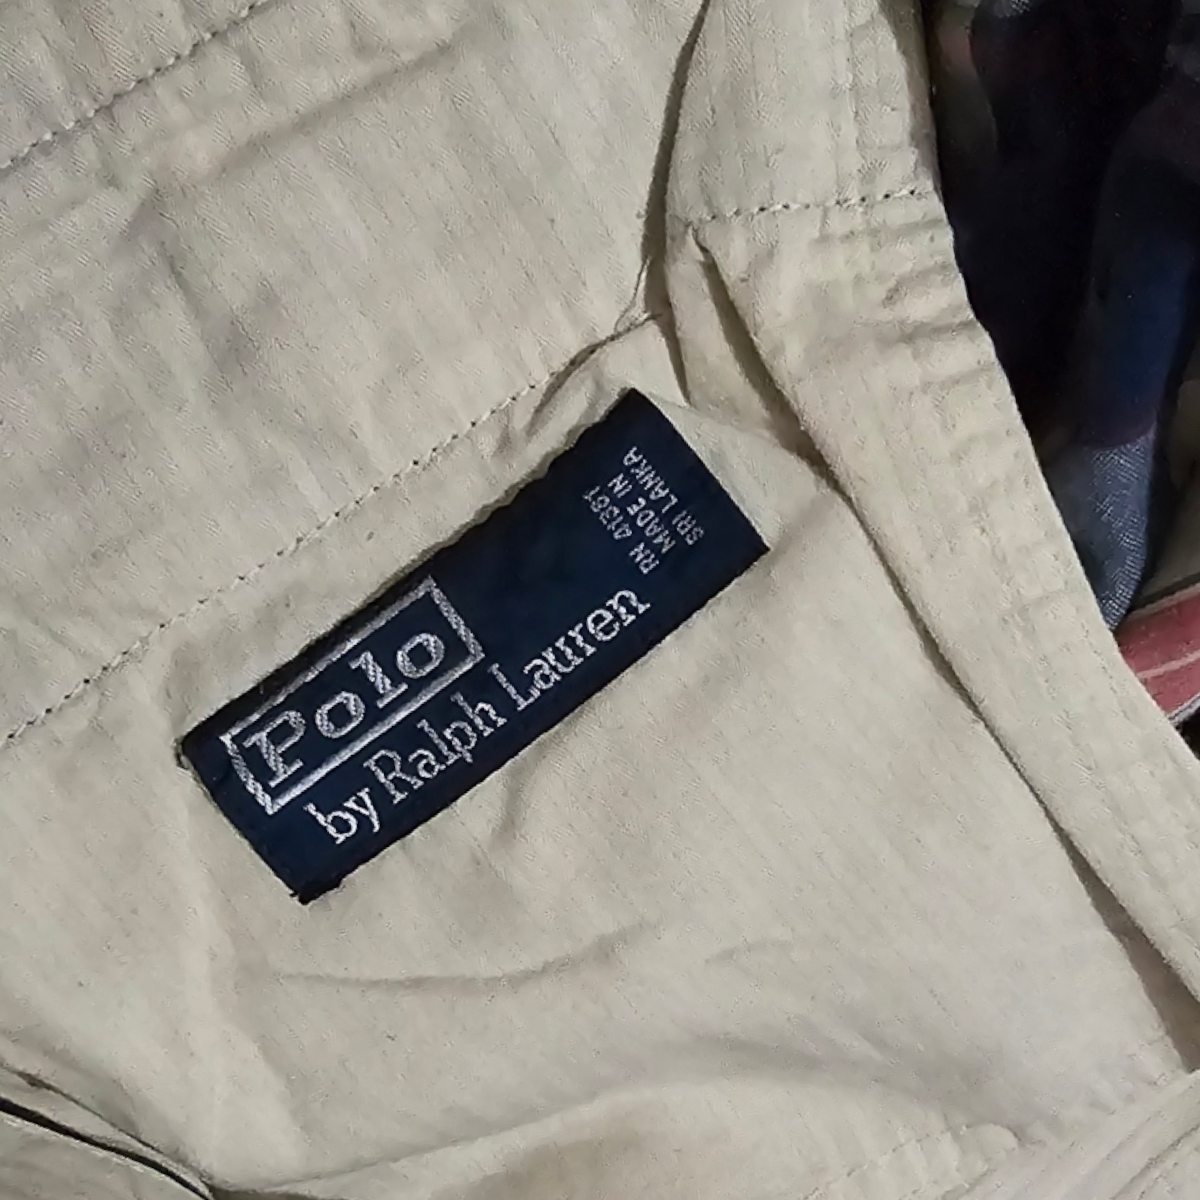 Polo
by Ralph Lauren
RN 41381
MADE IN
SRI LANKA